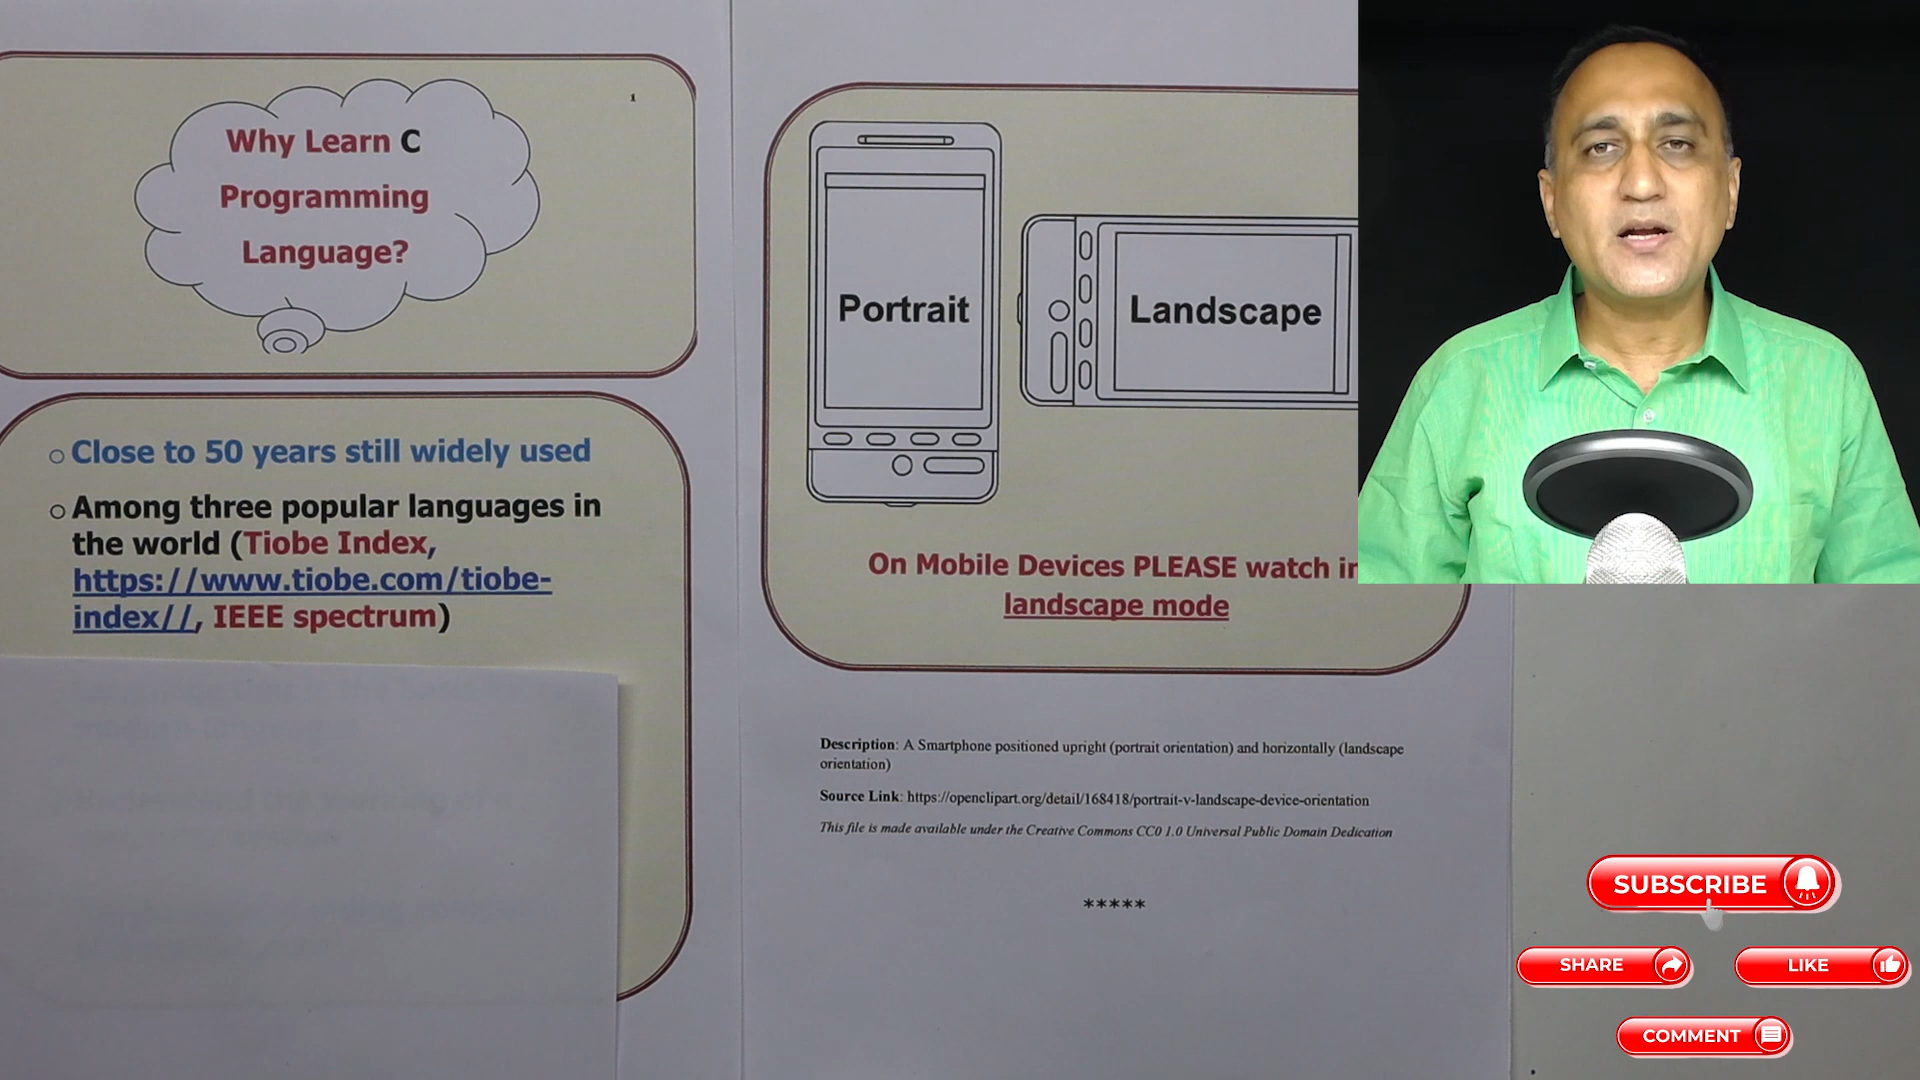 1
Why Learn C
Programming
Language?
Close to 50 years still widely used
Among three popular languages in
the world (Tiobe Index,
https://www.tiobe.com/tiobe-
index//, IEEE spectrum)
Portrait
Landscape
On Mobile Devices PLEASE watch in
landscape mode
Description: A Smartphone positioned upright (portrait orientation) and horizontally (landscape
orientation)
Source Link: https://openclipart.org/detail/168418/portrait-v-landscape-device-orientation
This file is made available under the Creative Commons CC0 1.0 Universal Public Domain Dedication
*****
SUBSCRIBE
SHARE
LIKE
COMMENT